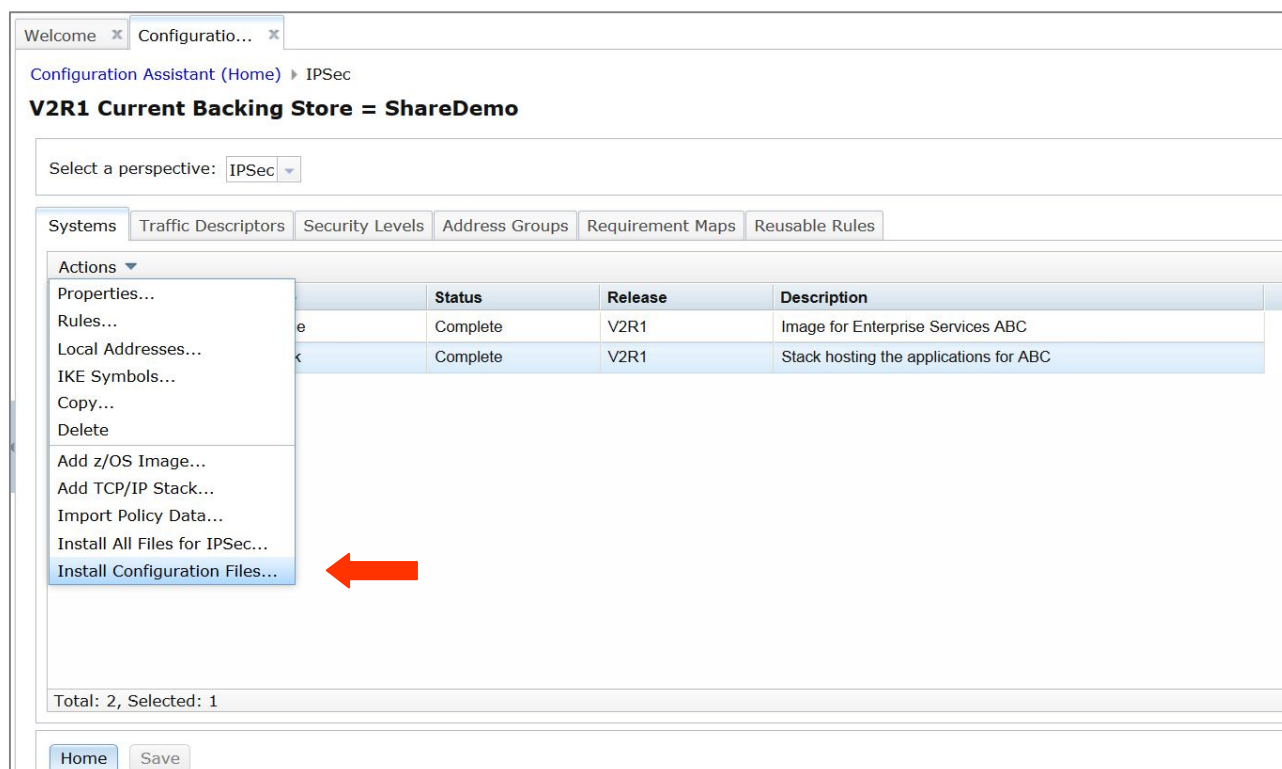 Welcome x Configuratio... x
Configuration Assistant (Home) IPSec
V2R1 Current Backing Store = ShareDemo
Select a perspective: IPSec
Systems Traffic Descriptors Security Levels Address Groups Requirement Maps Reusable Rules
Actions
Status Release Description
e Complete V2R1 Image for Enterprise Services ABC
k Complete V2R1 Stack hosting the applications for ABC
Properties...
Rules...
Local Addresses...
IKE Symbols...
Copy...
Delete
Add z/OS Image...
Add TCP/IP Stack...
Import Policy Data...
Install All Files for IPSec...
Install Configuration Files...
Total: 2, Selected: 1
Home Save